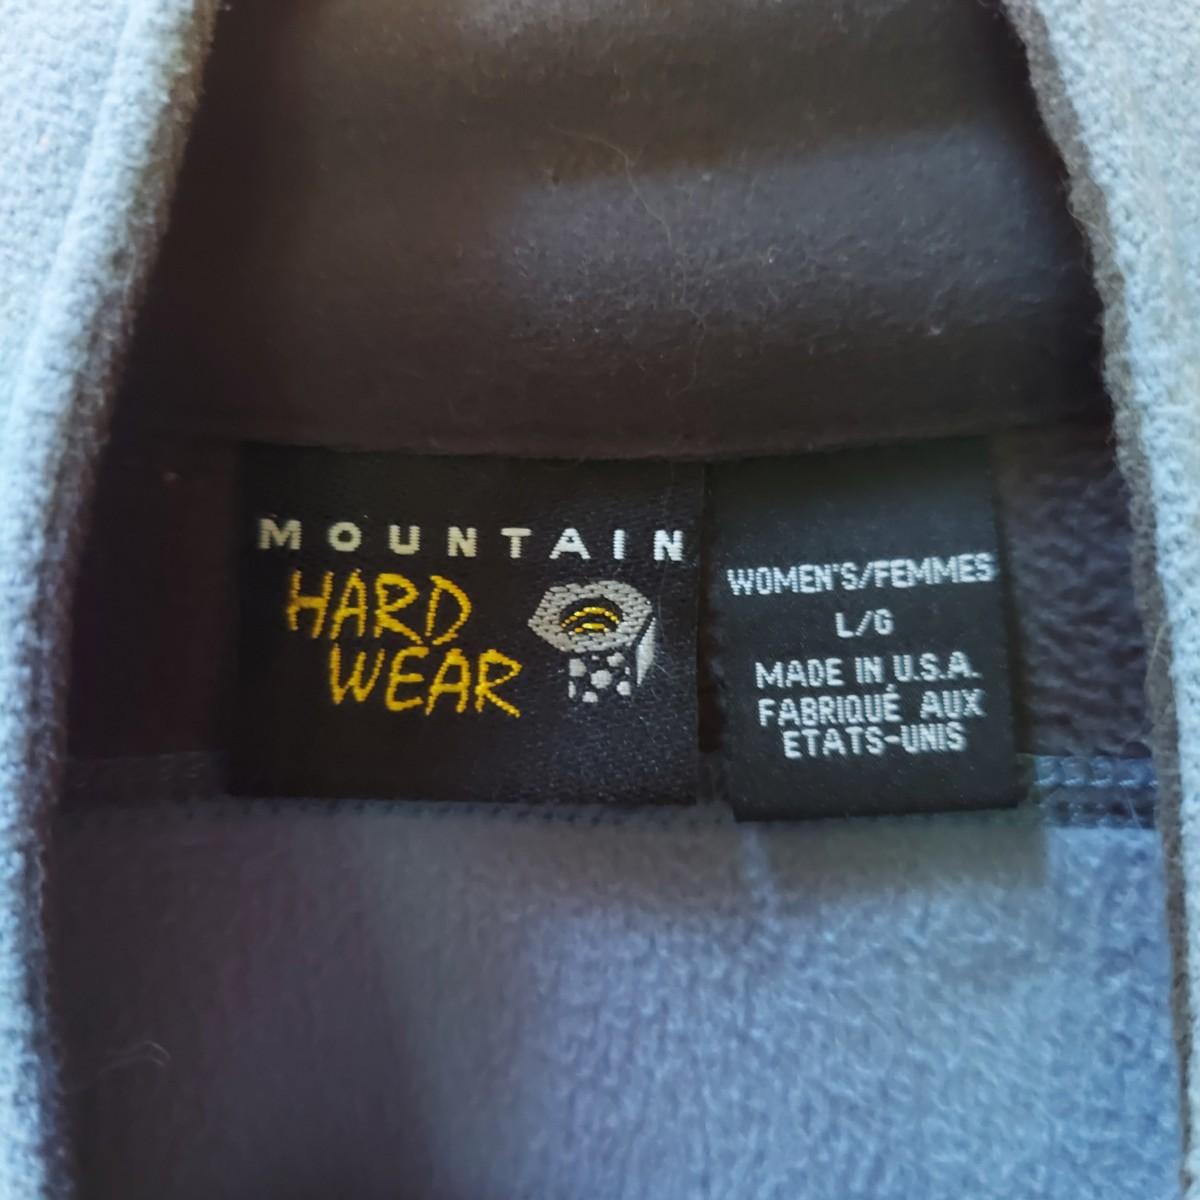 MOUNTAIN
HARD
WEAR
WOMEN'S/FEMMES
L/G
MADE IN U.S.A.
FABRIQUÉ AUX
ETATS-UNIS